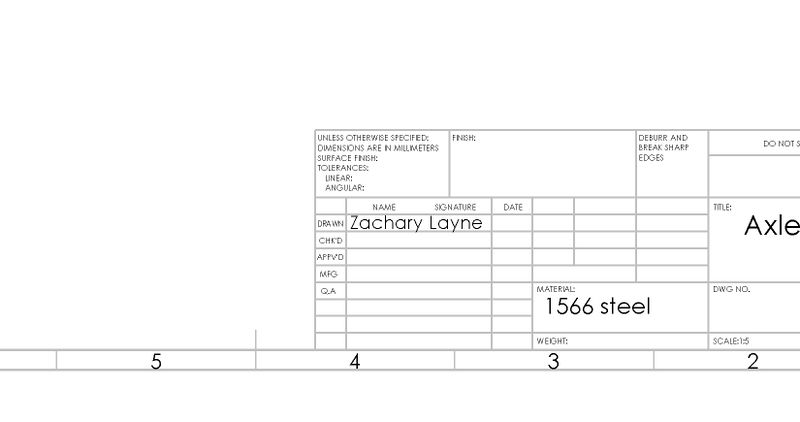 UNLESS OTHERWISE SPECIFIED:
DIMENSIONS ARE IN MILLIMETERS
SURFACE FINISH:
TOLERANCES:
LINEAR:
ANGULAR:
FINISH:
DEBURR AND
BREAK SHARP
EDGES
DO NOT S
NAME SIGNATURE DATE
TITLE:
DRAWN Zachary Layne
Axle
CHK'D
APPV'D
MFG
Q.A
MATERIAL:
1566 steel
DWG NO.
WEIGHT:
SCALE:1:5
5 4 3 2